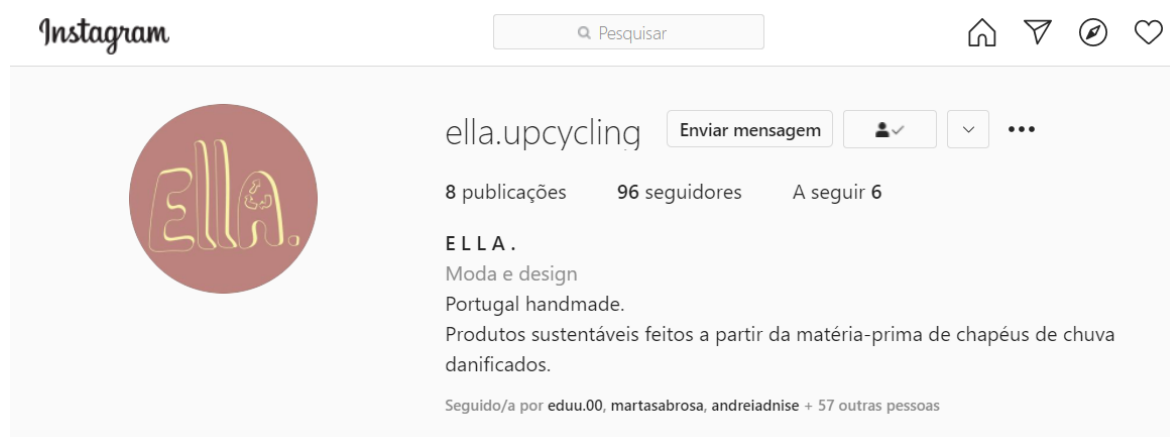 Instagram
Pesquisar
EllA.
ella.upcycling Enviar mensagem
8 publicações 96 seguidores A seguir 6
E L L A .
Moda e design
Portugal handmade.
Produtos sustentáveis feitos a partir da matéria-prima de chapéus de chuva
danificados.
Seguido/a por eduu.00, martasabrosa, andreiadnise + 57 outras pessoas